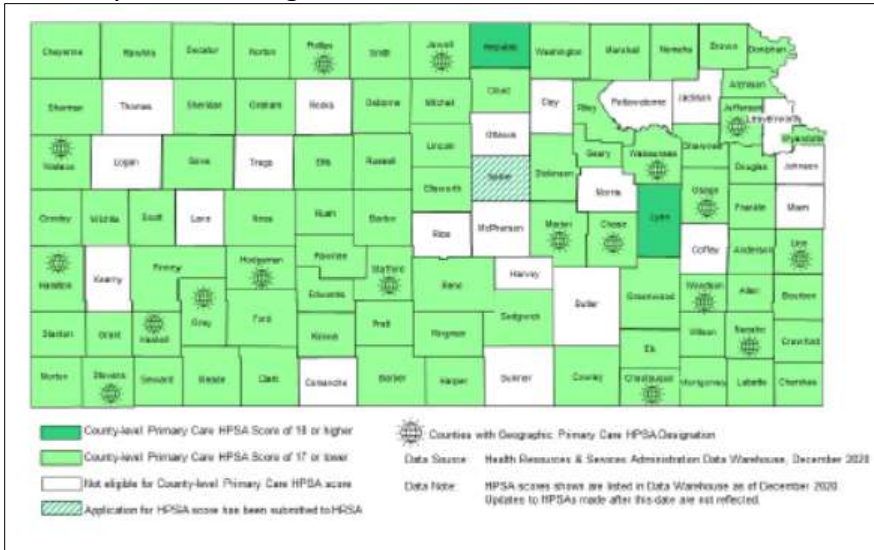 Cheyenne Rawlins Decatur Norton Phillips Smith Jewell Republic Washington Marshall Nemaha Brown Doniphan
Sherman Thomas Sheridan Graham Rooks Osborne Mitchell Cloud Clay Riley Pottawatomie Jackson Atchison Jefferson Leavenworth
Wyandotte
Wallace Logan Gove Trego Ellis Russell Lincoln Ottawa Saline Dickinson Geary Wabaunsee Shawnee Douglas Johnson
Ellsworth Morris Osage Franklin Miami
Greeley Wichita Scott Lane Ness Rush Barton Rice McPherson Marion Chase Lyon Coffey Anderson Linn
Hamilton Kearny Finney Hodgeman Pawnee Stafford Reno Harvey Butler Greenwood Woodson Allen Bourbon
Gray Ford Edwards Sedgwick
Stanton Grant Haskell Kiowa Pratt Kingman Elk Wilson Neosho Crawford
Morton Stevens Seward Meade Clark Comanche Barber Harper Sumner Cowley Chautauqua Montgomery Labette Cherokee
County-level Primary Care HPSA Score of 18 or higher
County-level Primary Care HPSA Score of 17 or lower
Not eligible for County-level Primary Care HPSA score
Application for HPSA score has been submitted to HRSA
Counties with Geographic Primary Care HPSA Designation
Data Source: Health Resources & Services Administration Data Warehouse, December 2020
Data Note: HPSA scores shown are listed in Data Warehouse as of December 2020.
Updates to HPSAs made after this date are not reflected.